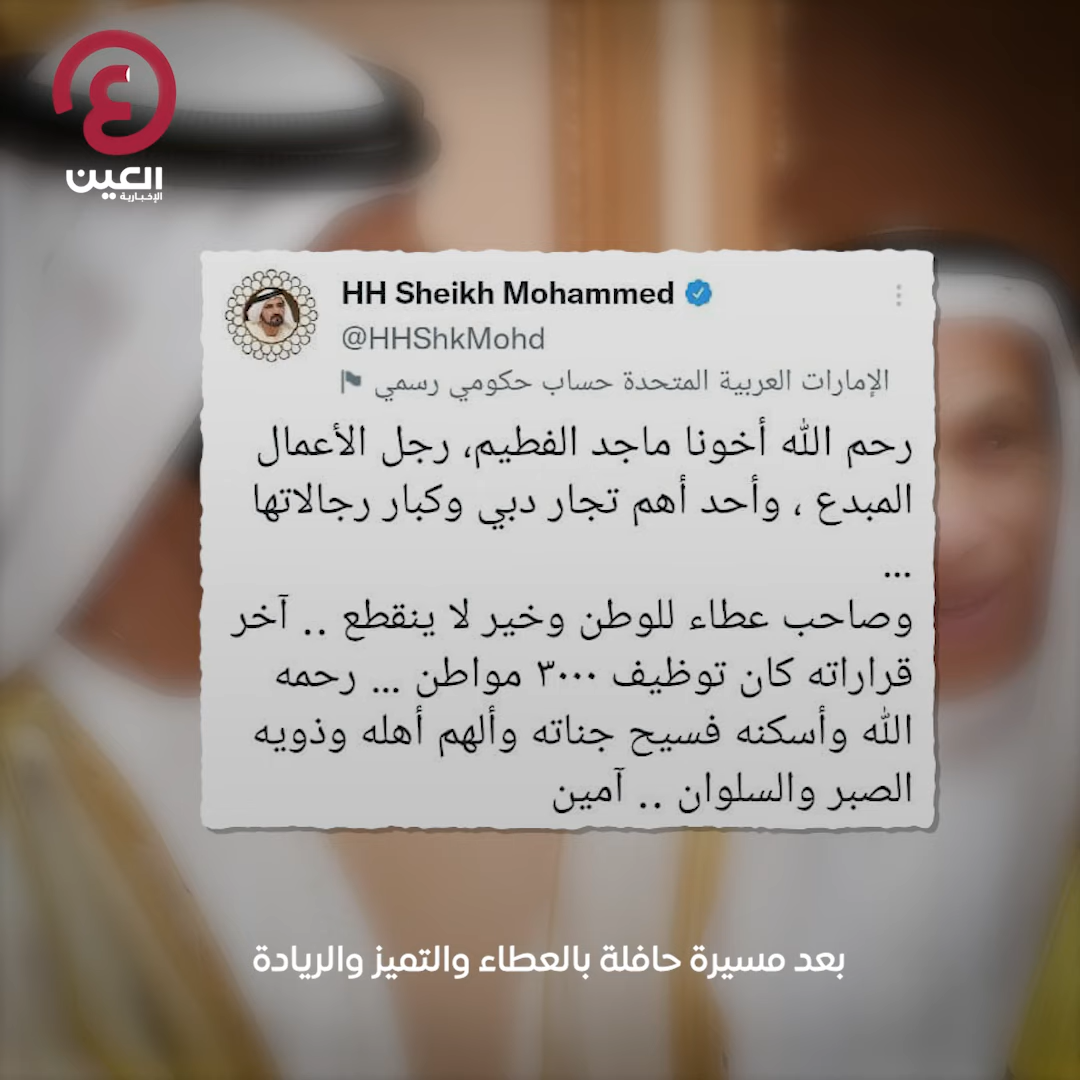 العين
الإخبارية
HH Sheikh Mohammed
@HHShkMohd
الإمارات العربية المتحدة حساب حكومي رسمي
رحم الله أخونا ماجد الفطيم، رجل الأعمال
المبدع ، وأحد أهم تجار دبي وكبار رجالاتها
...
وصاحب عطاء للوطن وخير لا ينقطع .. آخر
قراراته كان توظيف ٣٠٠٠ مواطن ... رحمه
الله وأسكنه فسيح جناته وألهم أهله وذويه
الصبر والسلوان .. آمين
بعد مسيرة حافلة بالعطاء والتميز والريادة